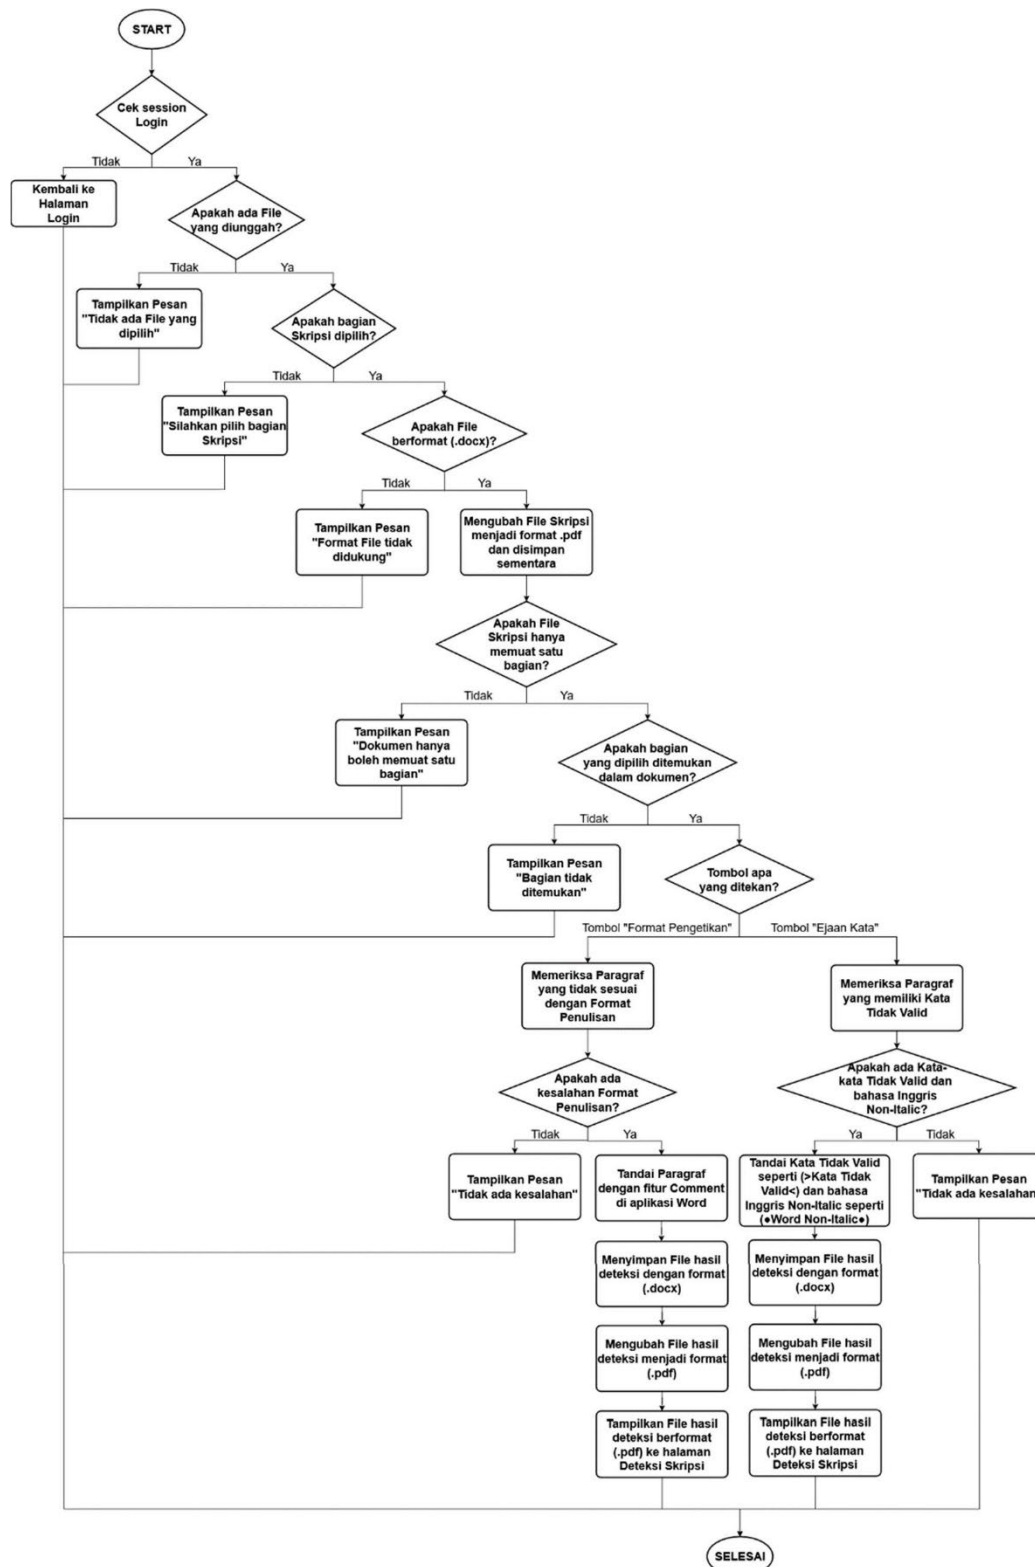 START
Cek session
Login
Tidak
Ya
Kembali ke
Halaman
Login
Apakah ada File
yang diunggah?
Tidak
Ya
Tampilkan Pesan
"Tidak ada File yang
dipilih"
Apakah bagian
Skripsi dipilih?
Tidak
Ya
Tampilkan Pesan
"Silahkan pilih bagian
Skripsi"
Apakah File
berformat (.docx)?
Tidak
Ya
Tampilkan Pesan
"Format File tidak
didukung"
Mengubah File Skripsi
menjadi format .pdf
dan disimpan
sementara
Apakah File
Skripsi hanya
memuat satu
bagian?
Tidak
Ya
Tampilkan Pesan
"Dokumen hanya
boleh memuat satu
bagian"
Apakah bagian
yang dipilih ditemukan
dalam dokumen?
Tidak
Ya
Tampilkan Pesan
"Bagian tidak
ditemukan"
Tombol apa
yang ditekan?
Tombol "Format Pengetikan"
Tombol "Ejaan Kata"
Memeriksa Paragraf
yang tidak sesuai
dengan Format
Penulisan
Memeriksa Paragraf
yang memiliki Kata
Tidak Valid
Apakah ada
kesalahan Format
Penulisan?
Apakah ada Kata-
kata Tidak Valid dan
bahasa Inggris
Non-Italic?
Tidak
Ya
Ya
Tidak
Tampilkan Pesan
"Tidak ada kesalahan"
Tandai Paragraf
dengan fitur Comment
di aplikasi Word
Tandai Kata Tidak Valid
seperti (>Kata Tidak
Valid<) dan bahasa
Inggris Non-Italic seperti
(●Word Non-Italic●)
Tampilkan Pesan
"Tidak ada kesalahan
Menyimpan File hasil
deteksi dengan format
(.docx)
Menyimpan File hasil
deteksi dengan format
(.docx)
Mengubah File hasil
deteksi menjadi format
(.pdf)
Mengubah File hasil
deteksi menjadi format
(.pdf)
Tampilkan File hasil
deteksi berformat
(.pdf) ke halaman
Deteksi Skripsi
Tampilkan File hasil
deteksi berformat
(.pdf) ke halaman
Deteksi Skripsi
SELESAI